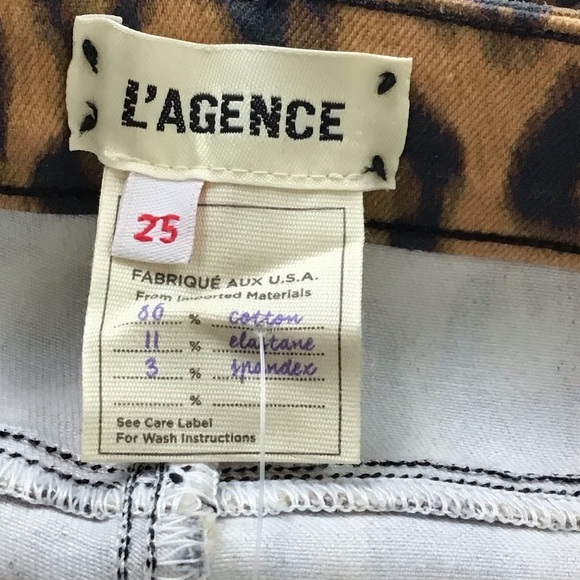 L'AGENCE
25
FABRIQUÉ AUX U.S.A.
From Imported Materials
86 % cotton
11 % elastane
3 % spandex
%
See Care Label
For Wash Instructions